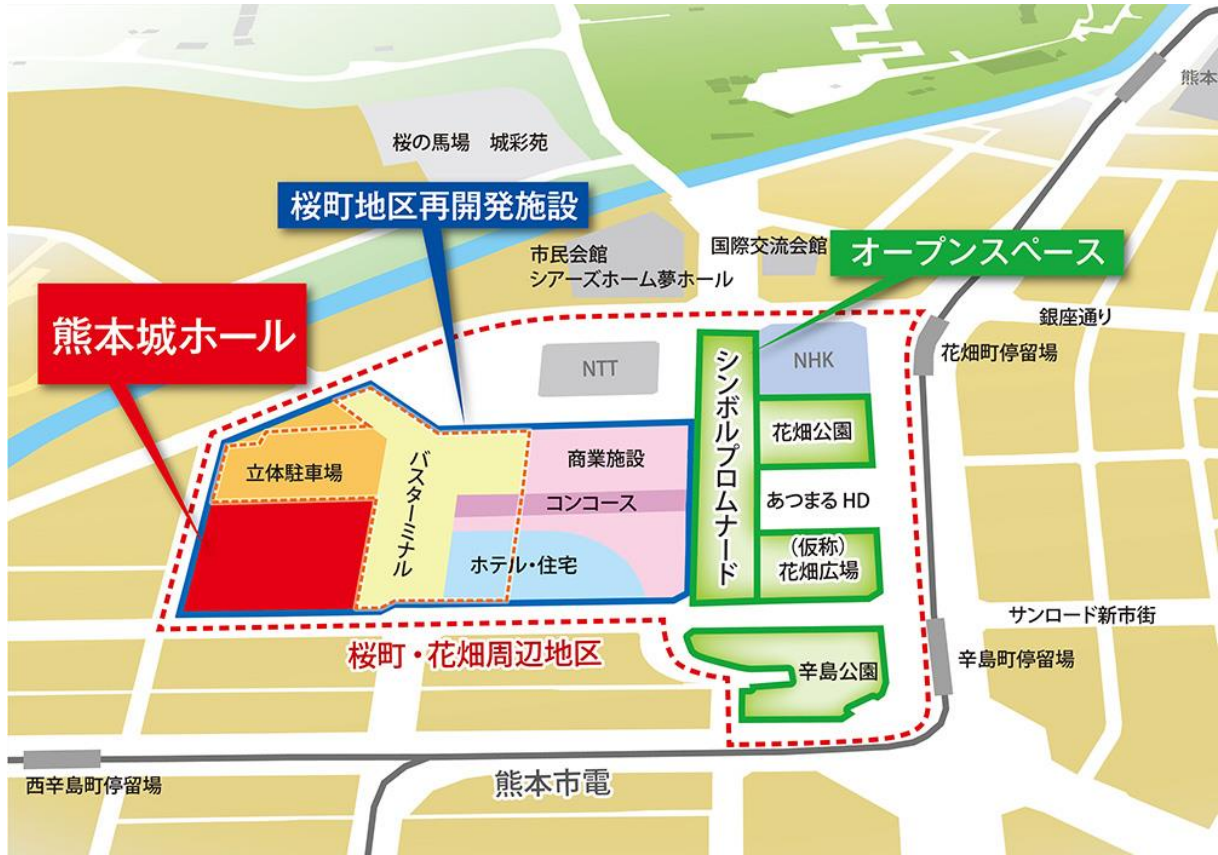 熊本
桜の馬場　城彩苑
桜町地区再開発施設
市民会館
シアーズホーム夢ホール
国際交流会館
オープンスペース
熊本城ホール
銀座通り
花畑町停留場
NTT
シンボルプロムナード
NHK
花畑公園
立体駐車場
バスターミナル
商業施設
コンコース
あつまる HD
ホテル・住宅
（仮称）
花畑広場
サンロード新市街
桜町・花畑周辺地区
辛島公園
辛島町停留場
西辛島町停留場
熊本市電